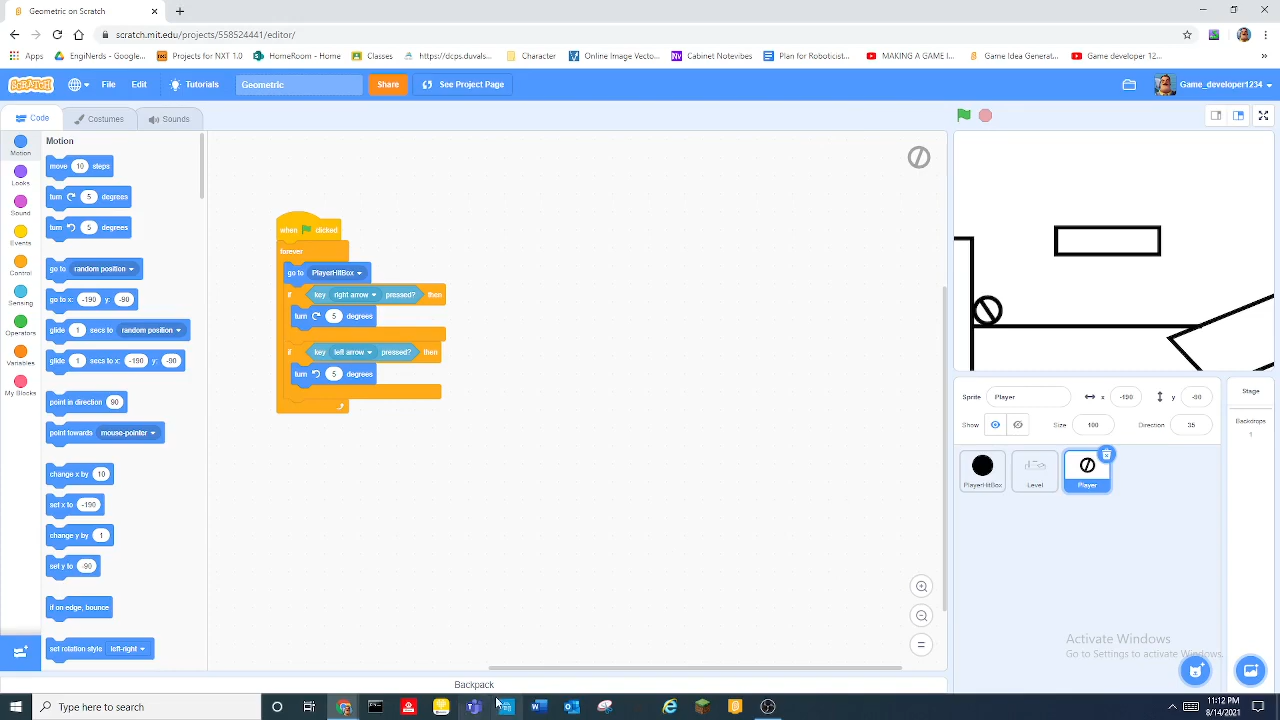 Geometric on Scratch
scratch.mit.edu/projects/558524441/editor/
Apps EngiNerds - Google... Projects for NXT 1.0 HomeRoom - Home Classes https://dcps.duvals... Character Online Image Vecto... Cabinet Notevibes Plan for Roboticist... MAKING A GAME I... Game Idea Generat... Game developer 12... »
SCRATCH File Edit Tutorials Geometric Share See Project Page Game_developer1234
Code Costumes Sounds
Motion
Looks
Sound
Events
Control
Sensing
Operators
Variables
My Blocks
Motion
move 10 steps
turn 5 degrees
turn 5 degrees
go to random position
go to x: -190 y: -90
glide 1 secs to random position
glide 1 secs to x: -190 y: -90
point in direction 90
point towards mouse-pointer
change x by 10
set x to -190
change y by 1
set y to -90
if on edge, bounce
set rotation style left-right
when clicked
forever
go to PlayerHitBox
if key right arrow pressed? then
turn 5 degrees
if key left arrow pressed? then
turn 5 degrees
Sprite Player x -190 y -90
Show Size 100 Direction 35
PlayerHitBox Level Player
Stage
Backdrops
1
Activate Windows
Go to Settings to activate Windows.
Backpack
Type here to search
11:12 PM
8/14/2021